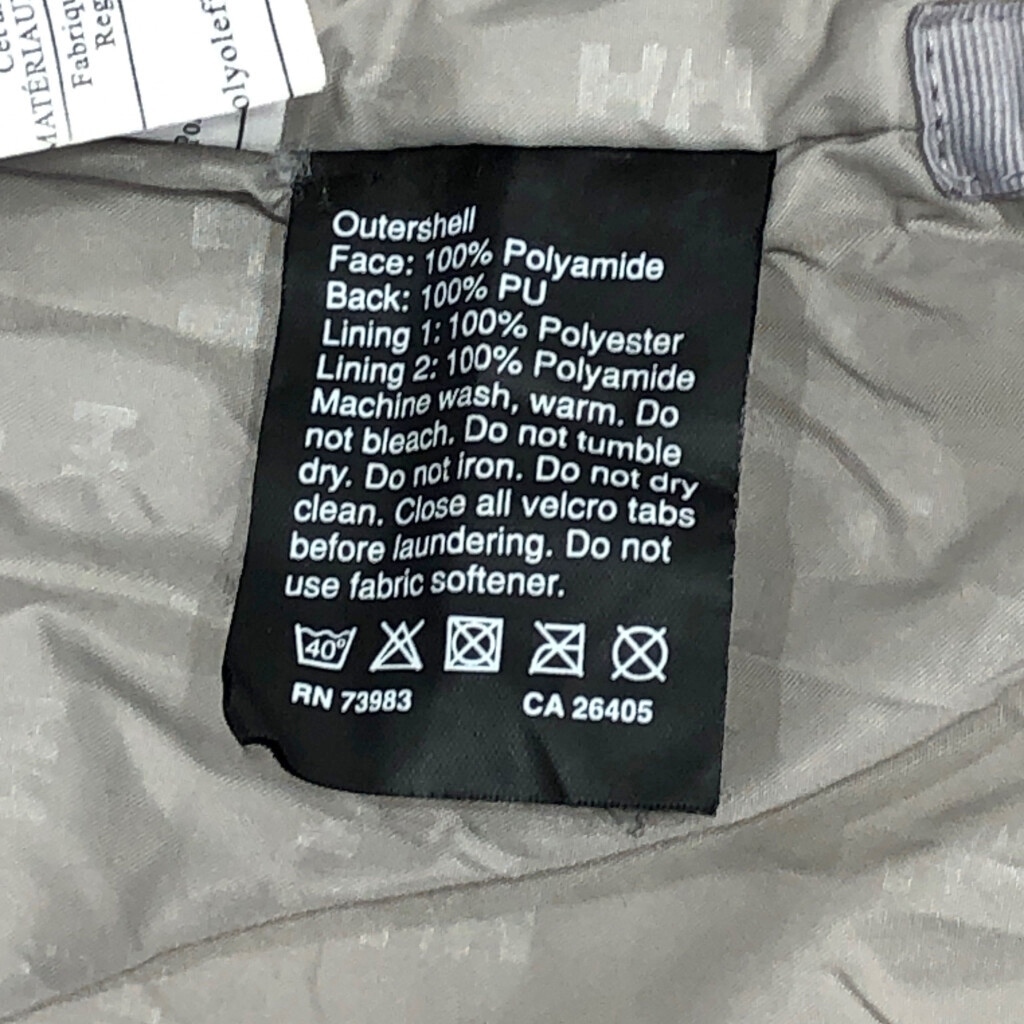 MATÉRIAU
Fabriqu
Reg
olyolef
Outershell
Face: 100% Polyamide
Back: 100% PU
Lining 1: 100% Polyester
Lining 2: 100% Polyamide
Machine wash, warm. Do
not bleach. Do not tumble
dry. Do not iron. Do not dry
clean. Close all velcro tabs
before laundering. Do not
use fabric softener.
40°
RN 73983
CA 26405